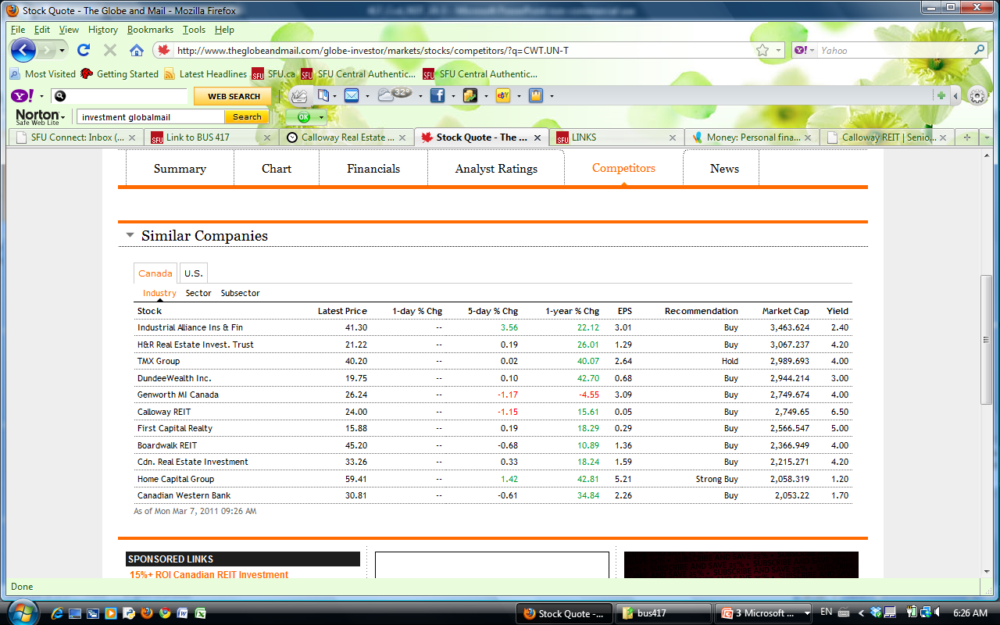 Stock Quote - The Globe and Mail - Mozilla Firefox
File Edit View History Bookmarks Tools Help
http://www.theglobeandmail.com/globe-investor/markets/stocks/competitors/?q=CWT.UN-T
Y! Yahoo
Most Visited Getting Started Latest Headlines SFU SFU.ca SFU SFU Central Authentic... SFU SFU Central Authentic...
Y! WEB SEARCH 32°
Norton
Safe Web Lite
investment globalmail Search OK
SFU Connect: Inbox (... SFU Link to BUS 417 Calloway Real Estate ... Stock Quote - The ... SFU LINKS Money: Personal fina... Calloway REIT | Senio...
Summary Chart Financials Analyst Ratings Competitors News
Similar Companies
Canada U.S.
Industry Sector Subsector
Stock Latest Price 1-day % Chg 5-day % Chg 1-year % Chg EPS Recommendation Market Cap Yield
Industrial Alliance Ins & Fin 41.30 -- 3.56 22.12 3.01 Buy 3,463.624 2.40
H&R Real Estate Invest. Trust 21.22 -- 0.19 26.01 1.29 Buy 3,067.237 4.20
TMX Group 40.20 -- 0.02 40.07 2.64 Hold 2,989.693 4.00
DundeeWealth Inc. 19.75 -- 0.10 42.70 0.68 Buy 2,944.214 3.00
Genworth MI Canada 26.24 -- -1.17 -4.55 3.09 Buy 2,749.674 4.00
Calloway REIT 24.00 -- -1.15 15.61 0.05 Buy 2,749.65 6.50
First Capital Realty 15.88 -- 0.19 18.29 0.29 Buy 2,566.547 5.00
Boardwalk REIT 45.20 -- -0.68 10.89 1.36 Buy 2,366.949 4.00
Cdn. Real Estate Investment 33.26 -- 0.33 18.24 1.59 Buy 2,215.271 4.20
Home Capital Group 59.41 -- 1.42 42.81 5.21 Strong Buy 2,058.319 1.20
Canadian Western Bank 30.81 -- -0.61 34.84 2.26 Buy 2,053.22 1.70
As of Mon Mar 7, 2011 09:26 AM
SPONSORED LINKS
15%+ ROI Canadian REIT Investment
Done
Stock Quote -... bus417 3 Microsoft ... EN 6:26 AM